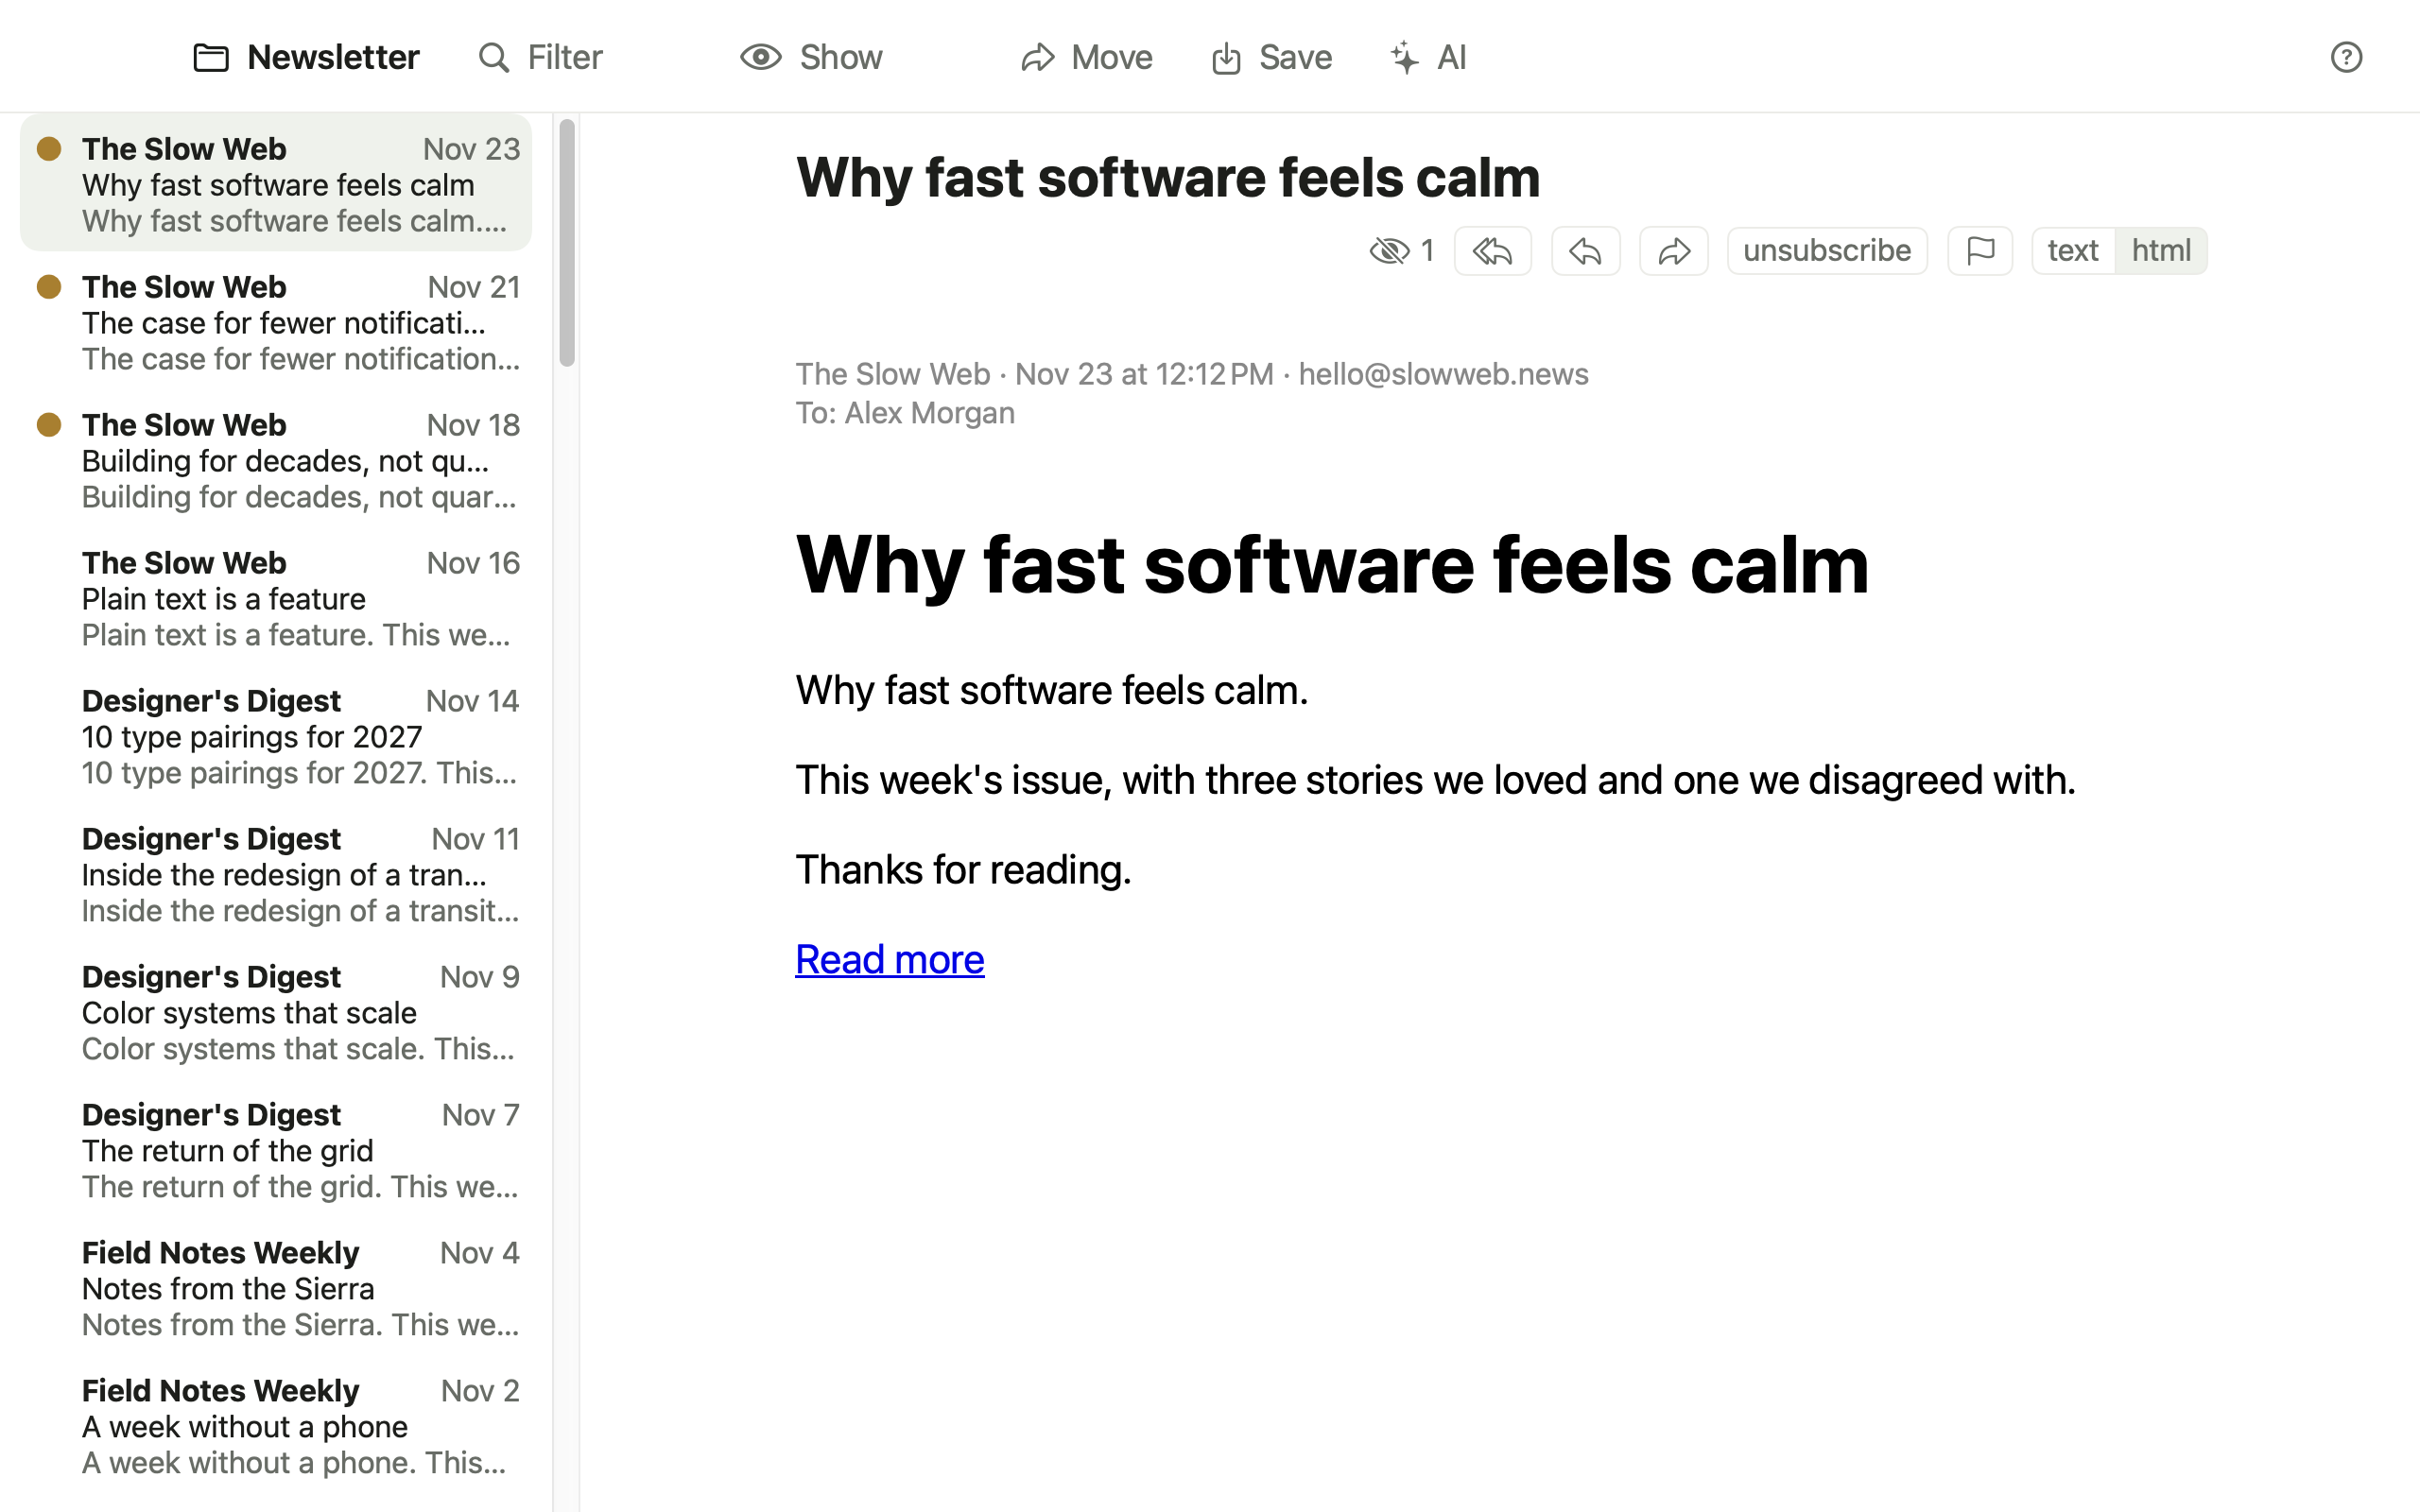 Newsletter Filter Show Move Save AI
The Slow Web Nov 23
Why fast software feels calm
Why fast software feels calm....
The Slow Web Nov 21
The case for fewer notificati...
The case for fewer notification...
The Slow Web Nov 18
Building for decades, not qu...
Building for decades, not quar...
The Slow Web Nov 16
Plain text is a feature
Plain text is a feature. This we...
Designer's Digest Nov 14
10 type pairings for 2027
10 type pairings for 2027. This...
Designer's Digest Nov 11
Inside the redesign of a tran...
Inside the redesign of a transit...
Designer's Digest Nov 9
Color systems that scale
Color systems that scale. This...
Designer's Digest Nov 7
The return of the grid
The return of the grid. This we...
Field Notes Weekly Nov 4
Notes from the Sierra
Notes from the Sierra. This we...
Field Notes Weekly Nov 2
A week without a phone
A week without a phone. This...
Why fast software feels calm
1 unsubscribe text html
The Slow Web · Nov 23 at 12:12 PM · hello@slowweb.news
To: Alex Morgan
Why fast software feels calm
Why fast software feels calm.
This week's issue, with three stories we loved and one we disagreed with.
Thanks for reading.
Read more